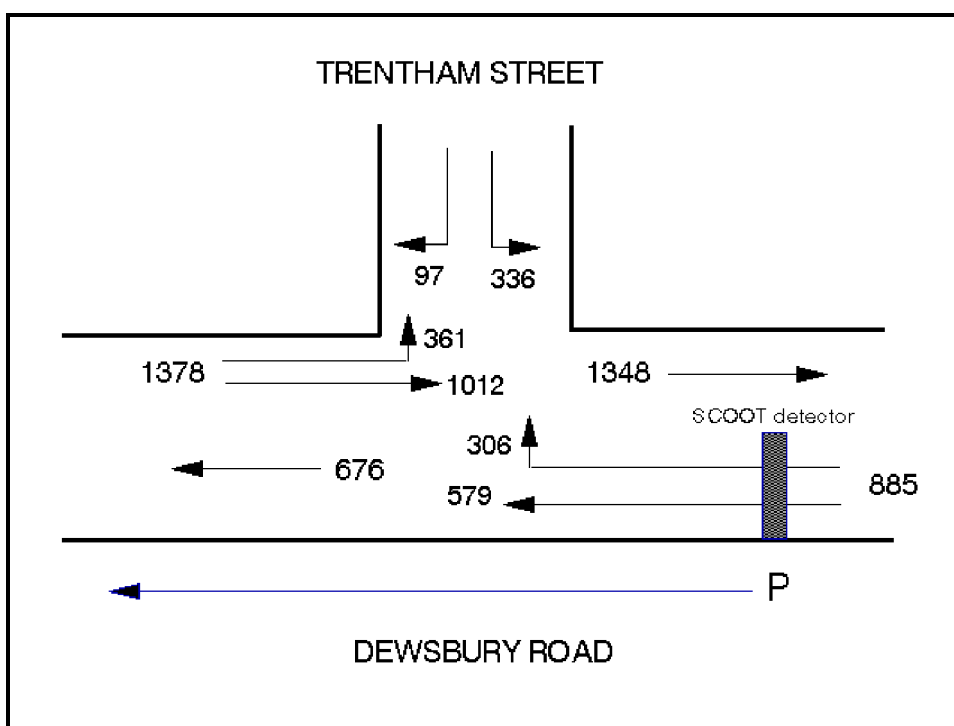 TRENTHAM STREET
97
336
361
1378
1012
1348
SCOOT detector
306
676
579
885
P
DEWSBURY ROAD